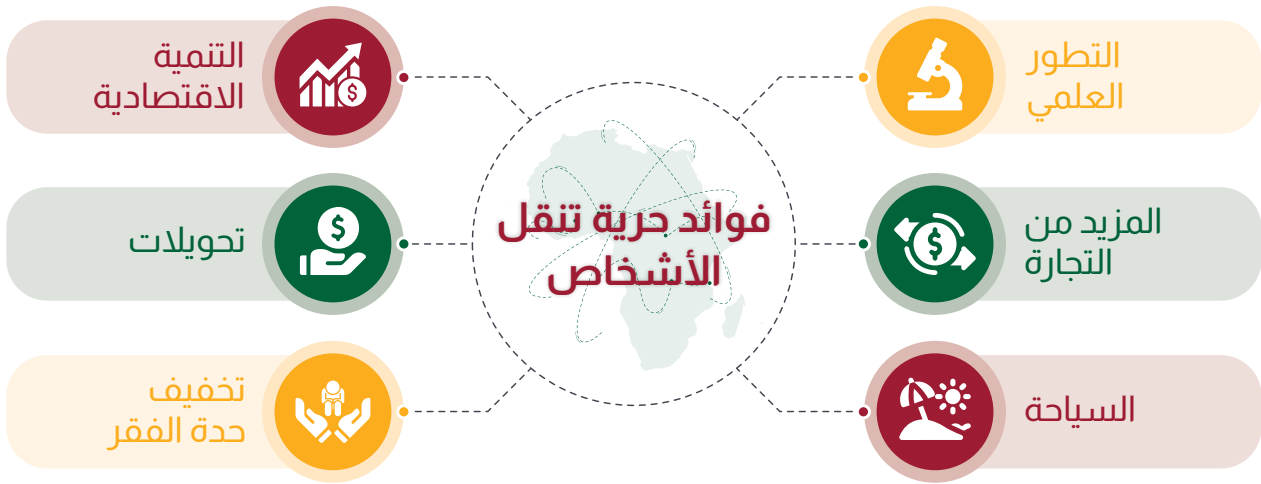 فوائد حرية تنقل
الأشخاص
التطور
العلمي
المزيد من
التجارة
السياحة
التنمية
الاقتصادية
تحويلات
تخفيف
حدة الفقر